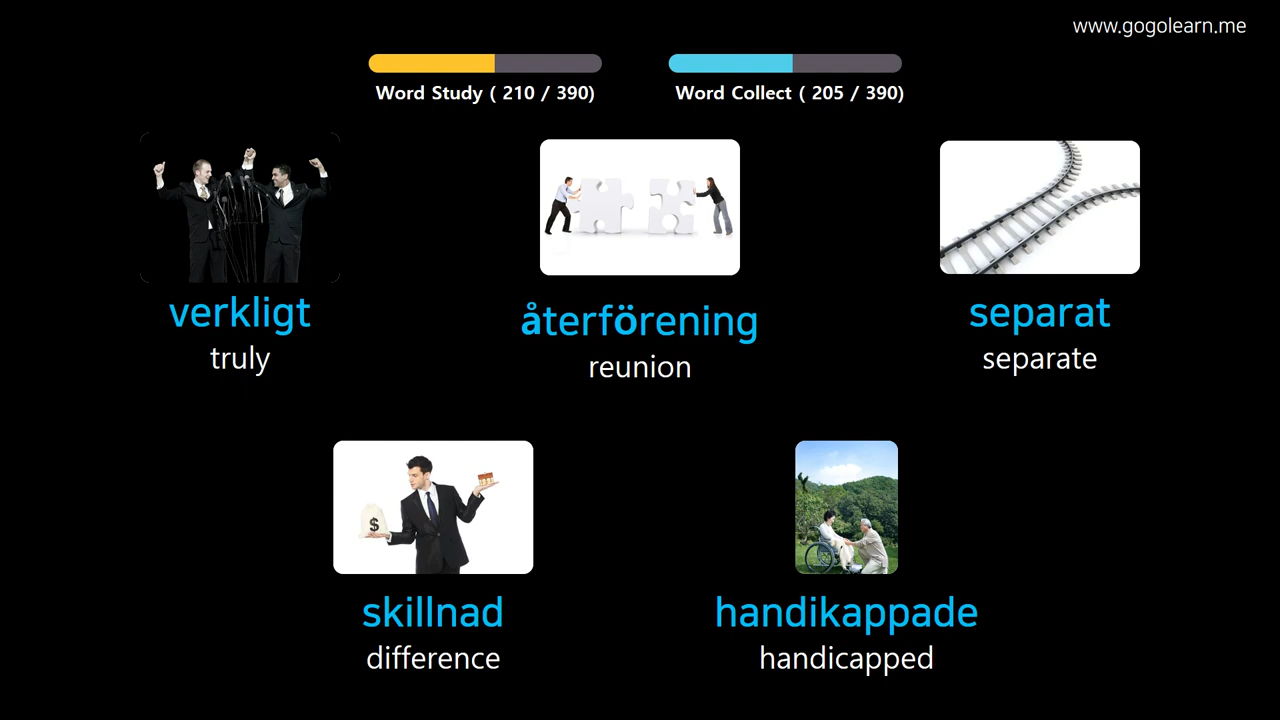 www.gogolearn.me
Word Study ( 210 / 390)
Word Collect ( 205 / 390)
verkligt
truly
återförening
reunion
separat
separate
$
skillnad
difference
handikappade
handicapped